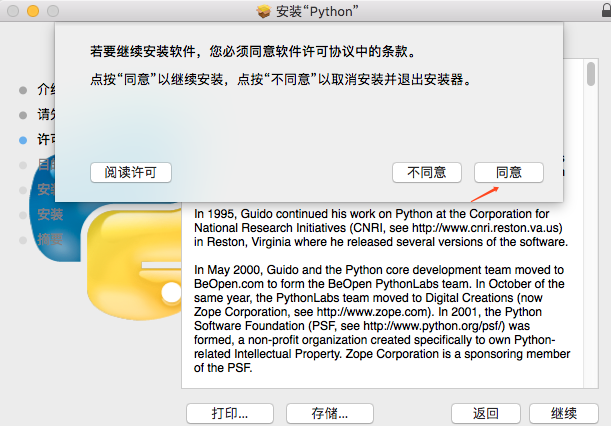 安装“Python”
若要继续安装软件，您必须同意软件许可协议中的条款。
点按“同意”以继续安装，点按“不同意”以取消安装并退出安装器。
阅读许可
不同意
同意
许可
安装
安装
摘要
In 1995, Guido continued his work on Python at the Corporation for
National Research Initiatives (CNRI, see http://www.cnri.reston.va.us)
in Reston, Virginia where he released several versions of the software.
In May 2000, Guido and the Python core development team moved to
BeOpen.com to form the BeOpen PythonLabs team. In October of the
same year, the PythonLabs team moved to Digital Creations (now
Zope Corporation, see http://www.zope.com). In 2001, the Python
Software Foundation (PSF, see http://www.python.org/psf/) was
formed, a non-profit organization created specifically to own Python-
related Intellectual Property. Zope Corporation is a sponsoring member
of the PSF.
打印...
存储...
返回
继续